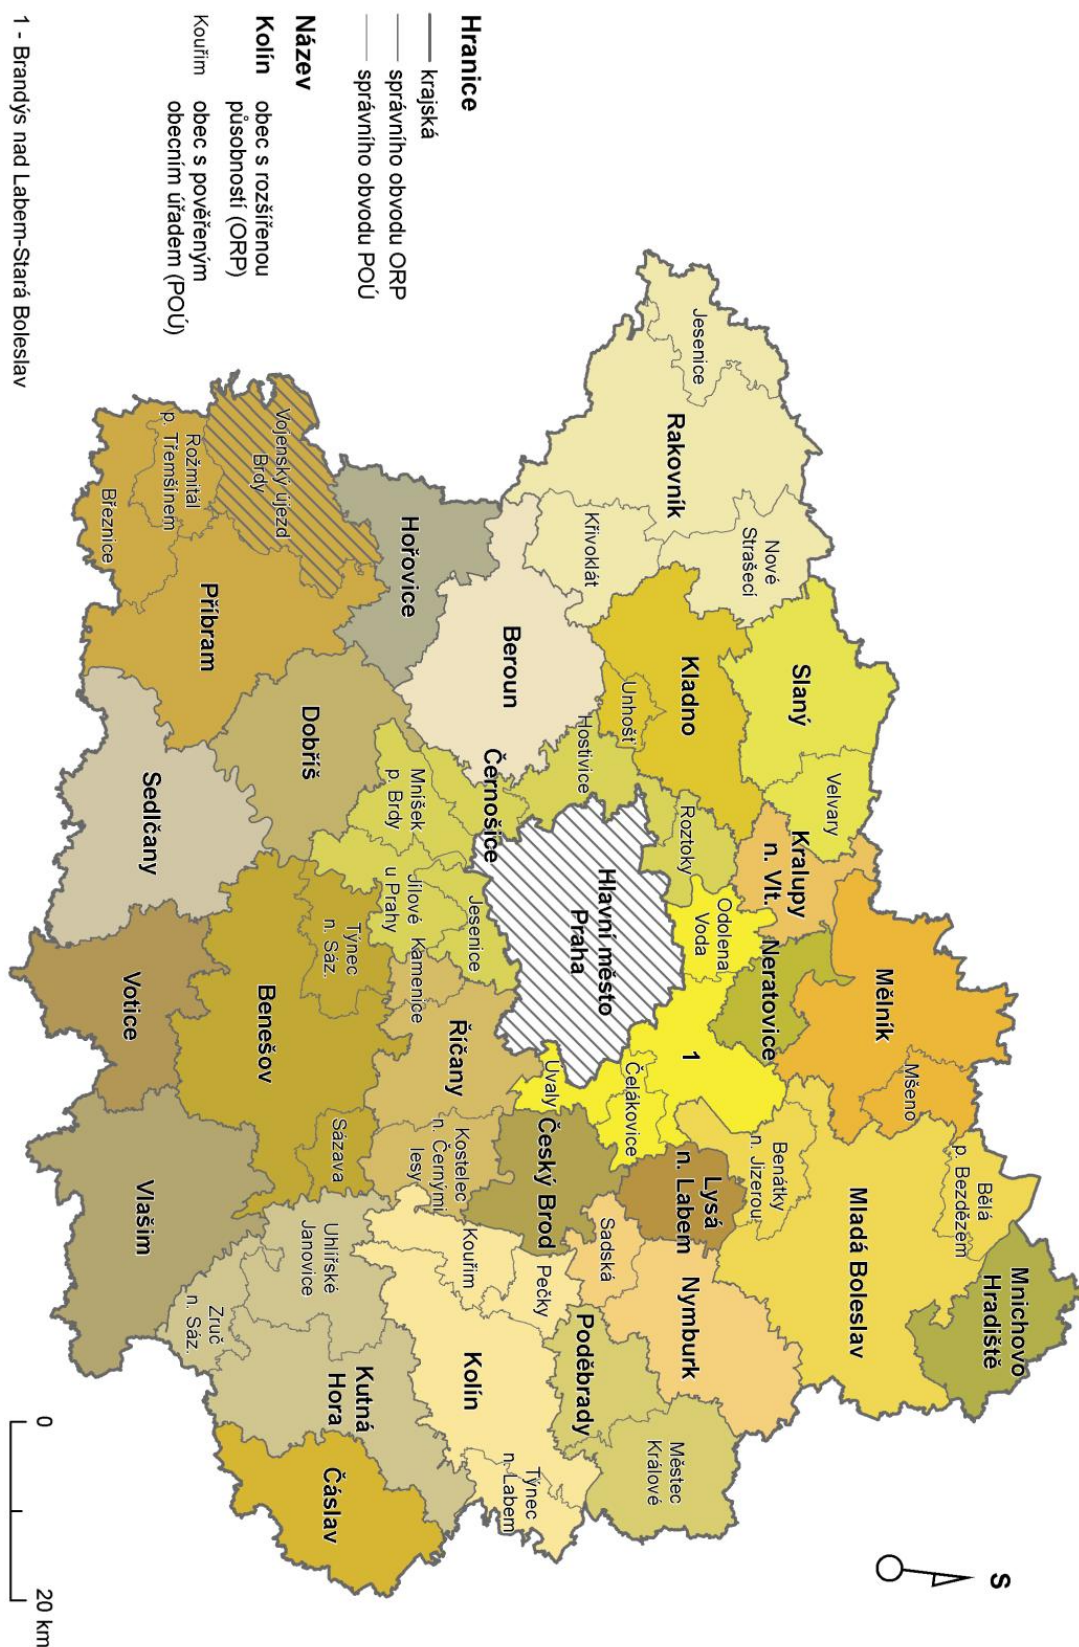 Hranice
krajská
správního obvodu ORP
správního obvodu POÚ
Název
Kolín
obec s rozšířenou
působností (ORP)
Kouřim
obec s pověřeným
obecním úřadem (POÚ)
1 - Brandýs nad Labem-Stará Boleslav
S
Mnichovo
Hradiště
Bělá
p. Bezdězem
Mšeno
Mělník
Mladá Boleslav
Slaný
Velvary
Kralupy
n. Vlt.
Neratovice
Benátky
n. Jizerou
Nové
Strašecí
Jesenice
Rakovník
Kladno
Roztoky
Odolena
Voda
1
Lysá
n. Labem
Nymburk
Městec
Králové
Křivoklát
Unhošť
Hostivice
Hlavní město
Praha
Čelákovice
Sadská
Poděbrady
Beroun
Černošice
Úvaly
Český Brod
Pečky
Týnec
n. Labem
Hořovice
Mníšek
p. Brdy
Jílové
u Prahy
Jesenice
Kamenice
Říčany
Kostelec
n. Černými
lesy
Kouřim
Kolín
Vojenský újezd
Brdy
Dobříš
Týnec
n. Sáz.
Benešov
Sázava
Uhlířské
Janovice
Kutná
Hora
Čáslav
Rožmitál
p. Třemšínem
Březnice
Příbram
Sedlčany
Votice
Vlašim
Zruč
n. Sáz.
0
20 km